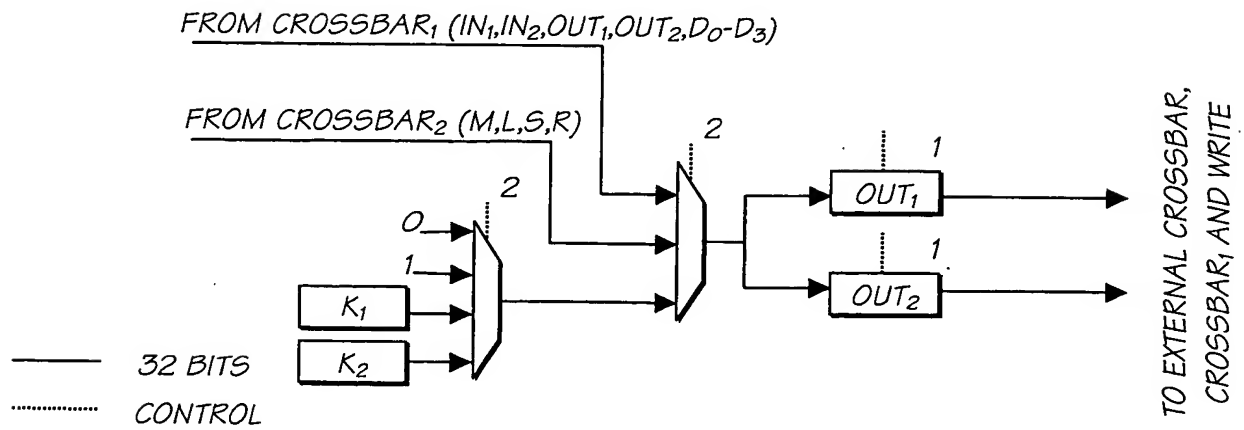 FROM CROSSBAR₁ (IN₁,IN₂,OUT₁,OUT₂,D₀-D₃)
FROM CROSSBAR₂ (M,L,S,R)
2
2
0
1
K₁
K₂
1
OUT₁
1
OUT₂
32 BITS
CONTROL
TO EXTERNAL CROSSBAR,
CROSSBAR₁ AND WRITE